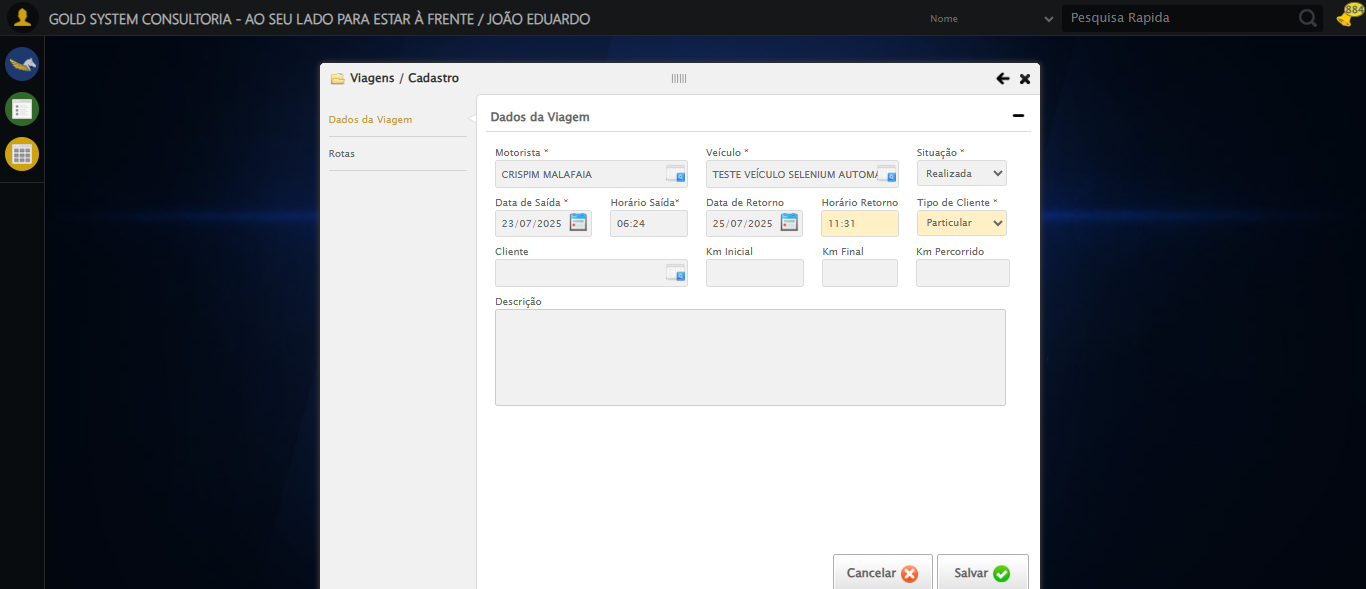 GOLD SYSTEM CONSULTORIA - AO SEU LADO PARA ESTAR À FRENTE / JOÃO EDUARDO
Nome
Pesquisa Rapida
884
Viagens / Cadastro
Dados da Viagem
Rotas
Dados da Viagem
Motorista * Veículo * Situação *
CRISPIM MALAFAIA TESTE VEÍCULO SELENIUM AUTOMA Realizada
Data de Saída * Horário Saída* Data de Retorno Horário Retorno Tipo de Cliente *
23/07/2025 06:24 25/07/2025 11:31 Particular
Cliente Km Inicial Km Final Km Percorrido
Descrição
Cancelar Salvar